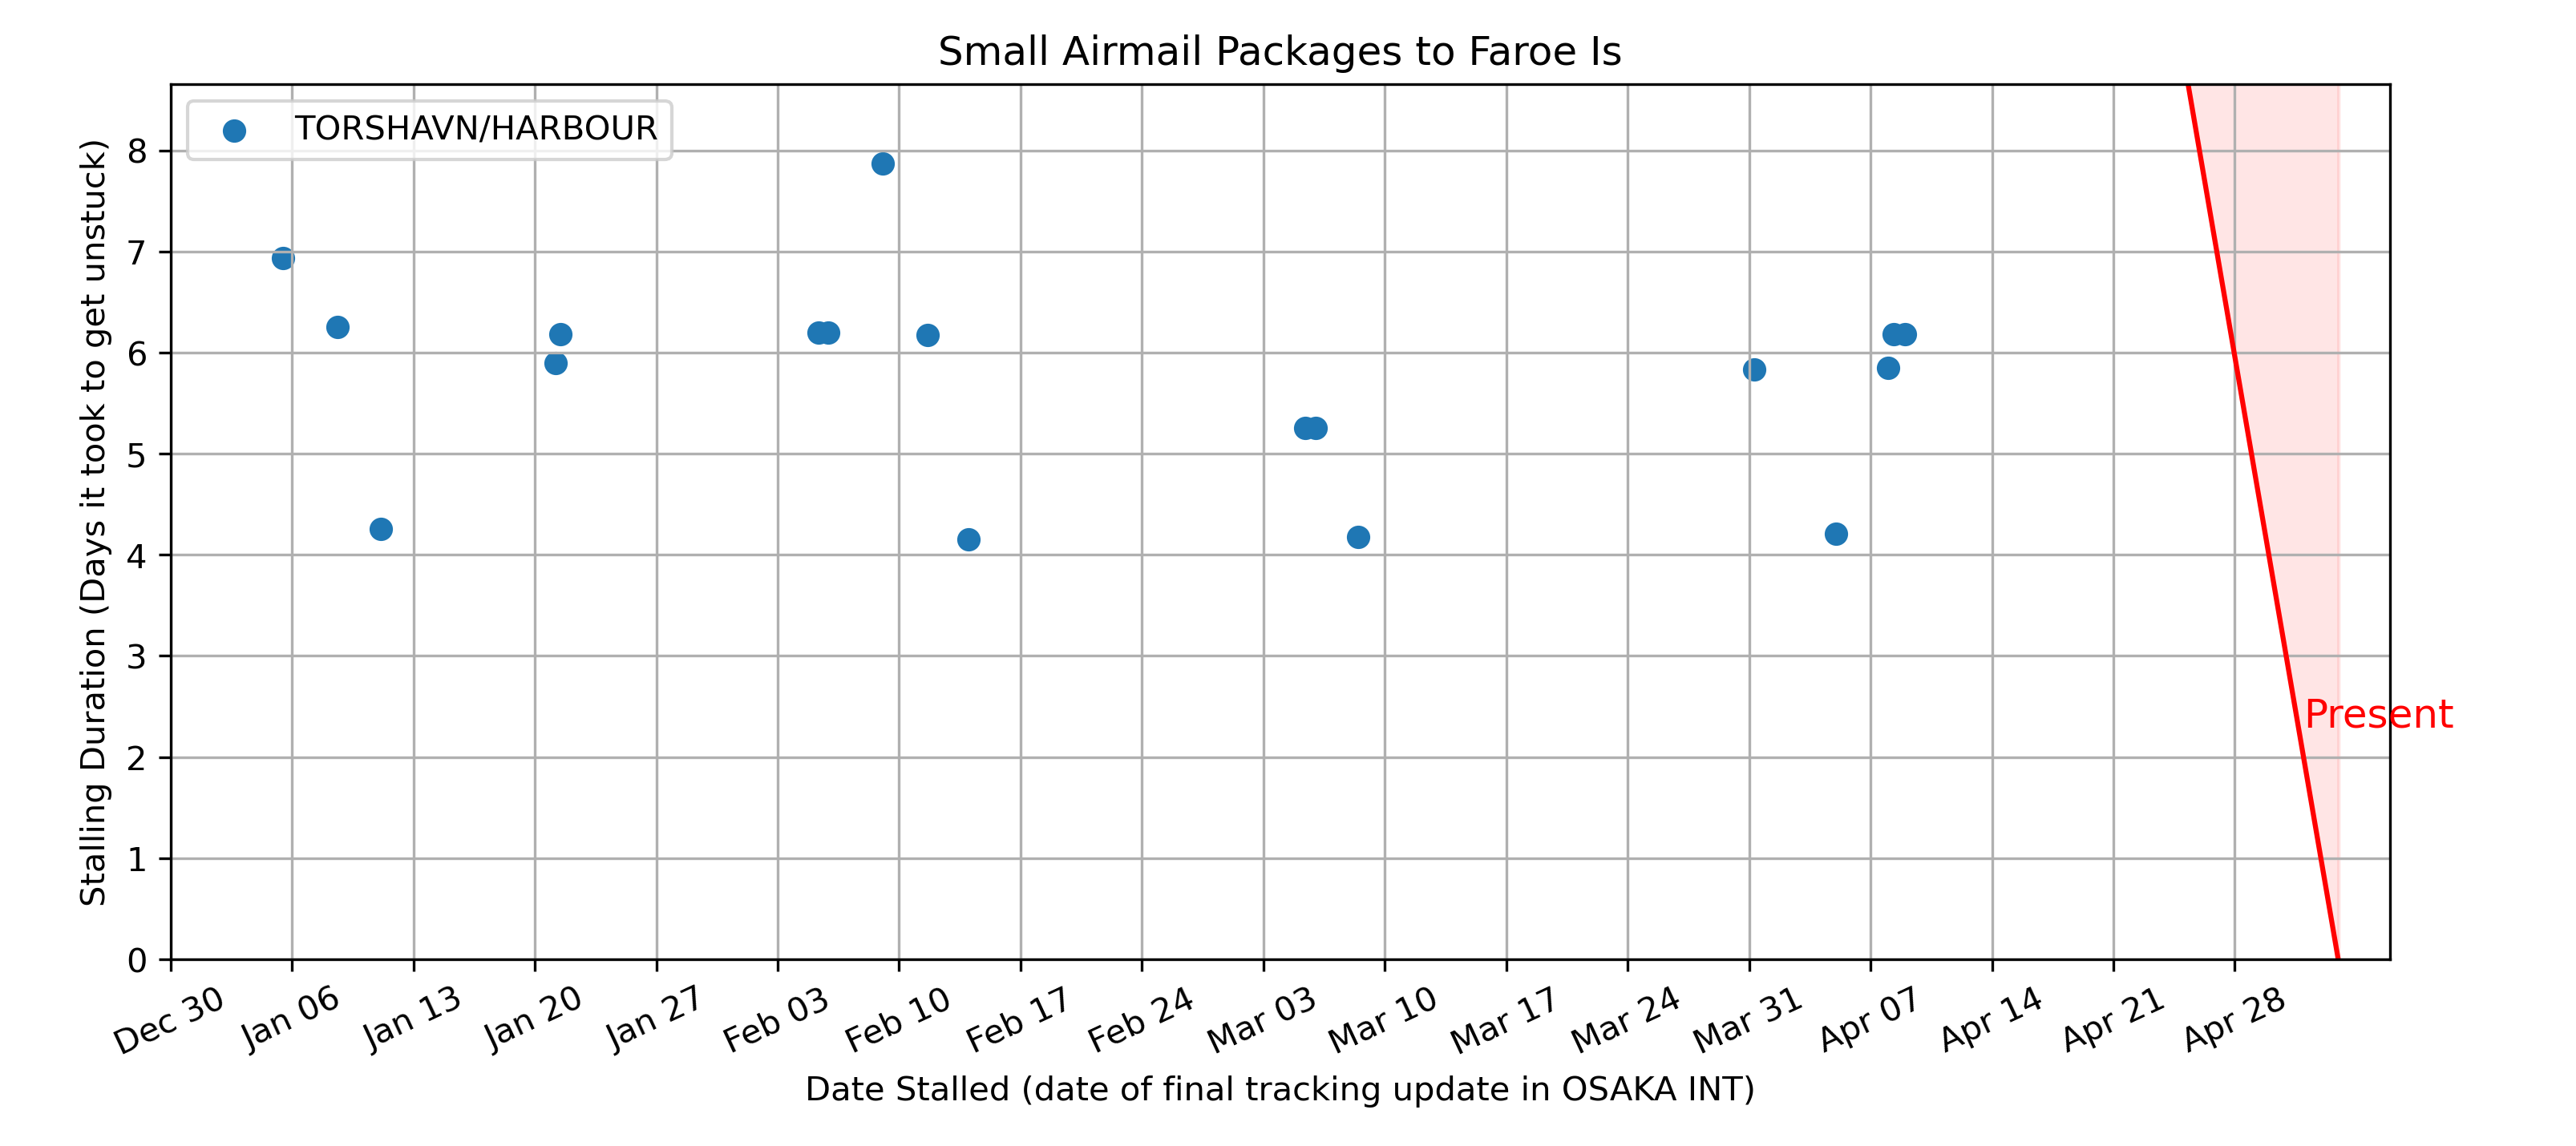 Small Airmail Packages to Faroe Is
TORSHAVN/HARBOUR
Stalling Duration (Days it took to get unstuck)
8
7
6
5
4
3
2
1
0
Present
Dec 30
Jan 06
Jan 13
Jan 20
Jan 27
Feb 03
Feb 10
Feb 17
Feb 24
Mar 03
Mar 10
Mar 17
Mar 24
Mar 31
Apr 07
Apr 14
Apr 21
Apr 28
Date Stalled (date of final tracking update in OSAKA INT)